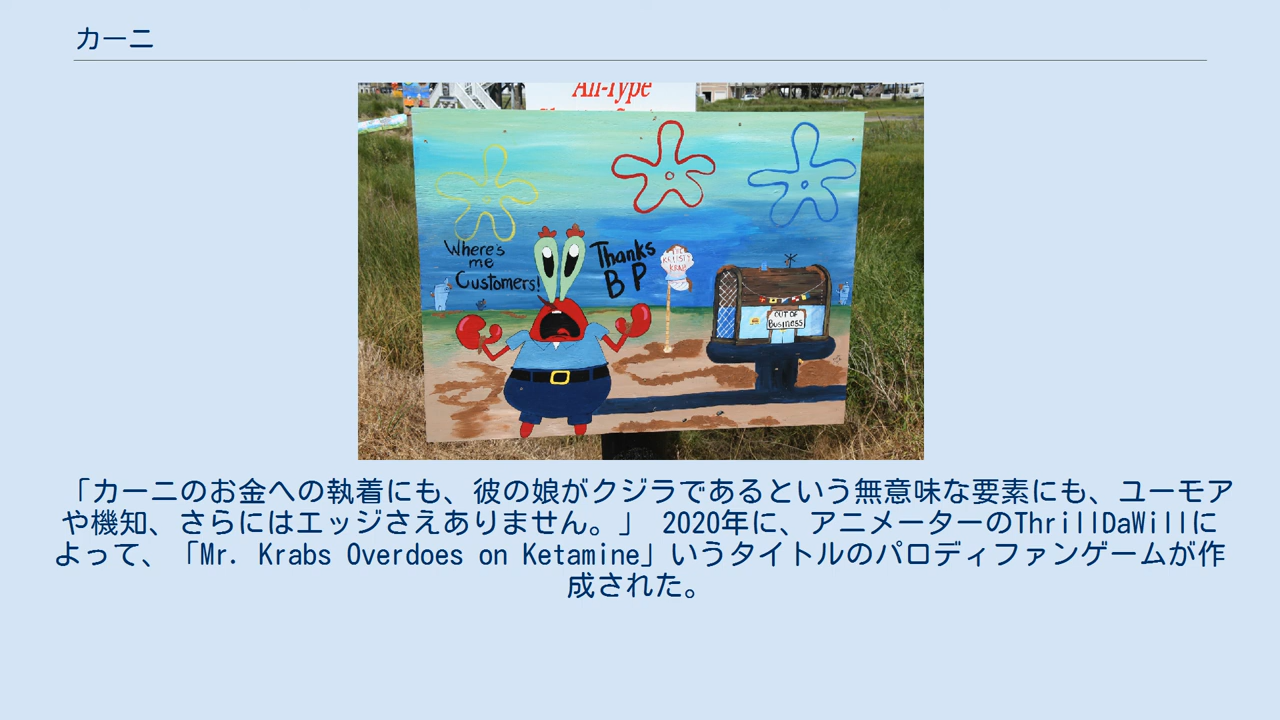 カーニ
All-Type
Where's
me
Customers!
Thanks
BP
KRUSTY
KRAB
OUT OF
Business
「カーニのお金への執着にも、彼の娘がクジラであるという無意味な要素にも、ユーモア
や機知、さらにはエッジさえありません。」 2020年に、アニメーターのThrillDaWillに
よって、「Mr. Krabs Overdoes on Ketamine」いうタイトルのパロディファンゲームが作
成された。